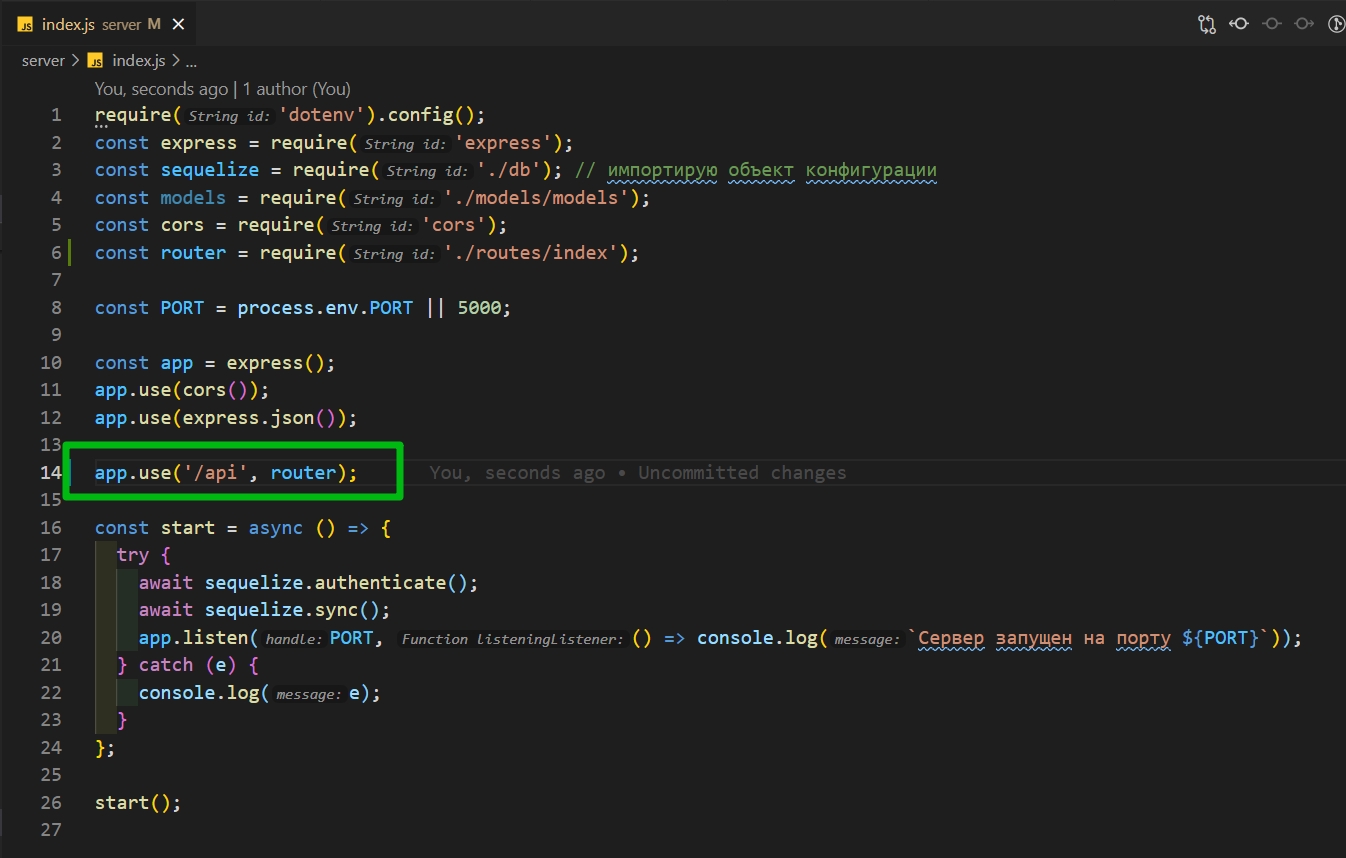 JS index.js server M ×
server > JS index.js > ...
You, seconds ago | 1 author (You)
1 require( String id: 'dotenv').config();
2 const express = require( String id: 'express');
3 const sequelize = require( String id: './db'); // импортирую объект конфигурации
4 const models = require( String id: './models/models');
5 const cors = require( String id: 'cors');
6 const router = require( String id: './routes/index');
7
8 const PORT = process.env.PORT || 5000;
9
10 const app = express();
11 app.use(cors());
12 app.use(express.json());
13
14 app.use('/api', router); You, seconds ago • Uncommitted changes
15
16 const start = async () => {
17 try {
18 await sequelize.authenticate();
19 await sequelize.sync();
20 app.listen( handle: PORT, Function listeningListener: () => console.log( message: `Сервер запущен на порту ${PORT}`));
21 } catch (e) {
22 console.log( message: e);
23 }
24 };
25
26 start();
27